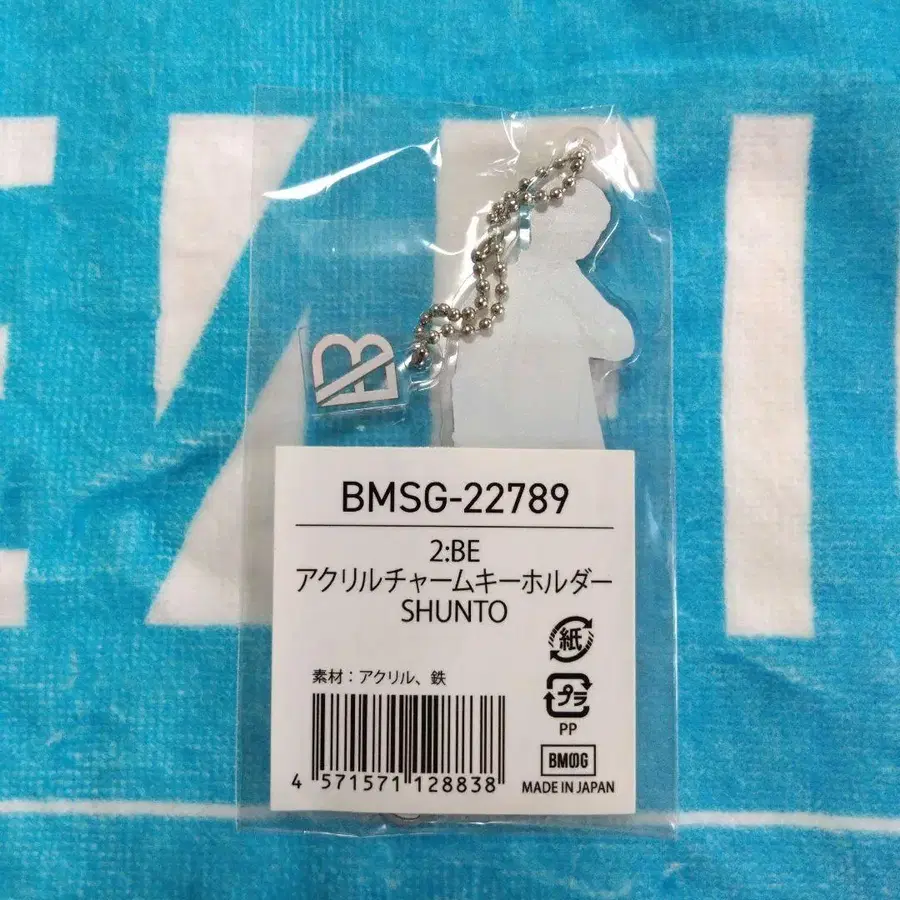 BMSG-22789
2:BE
アクリルチャームキーホルダー
SHUNTO
素材：アクリル、鉄
紙
プラ
PP
4 571571 128838
BMSG
MADE IN JAPAN